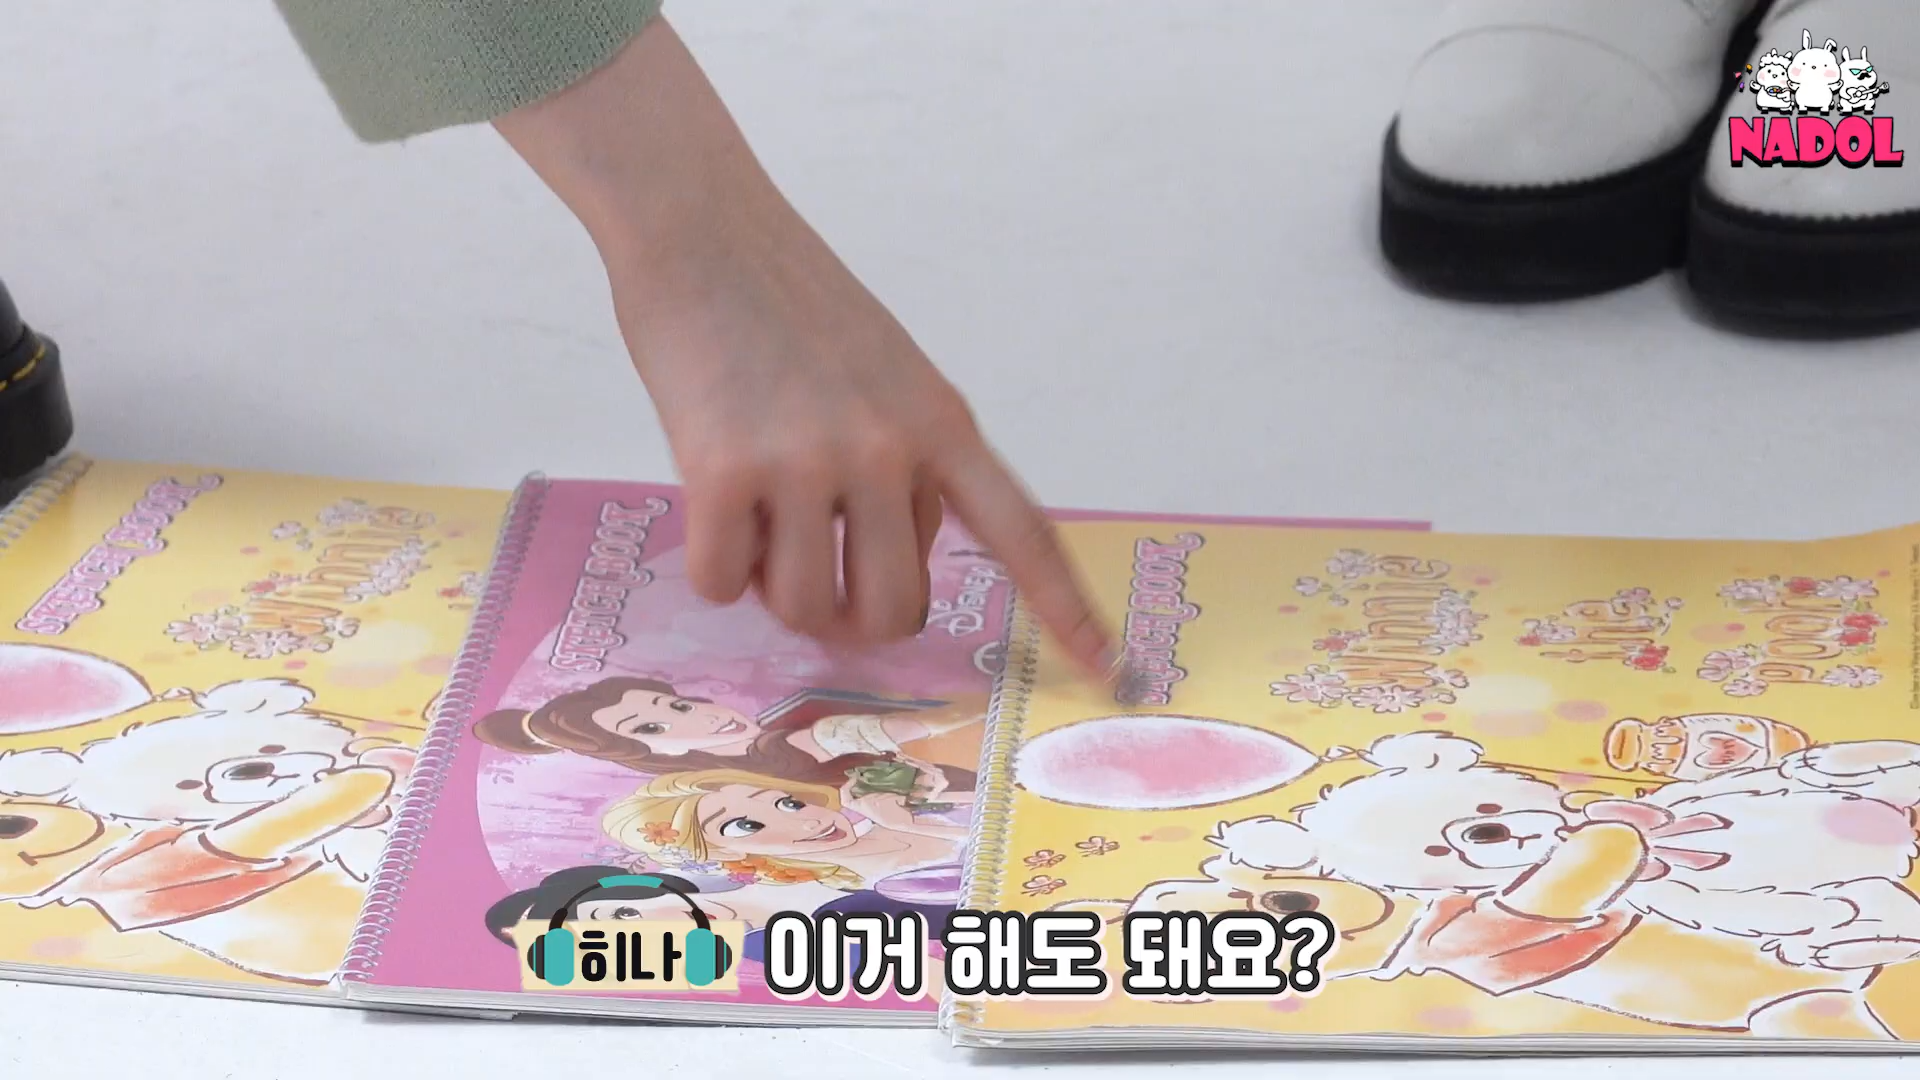 NADOL
SKETCH BOOK
Winnie
SKETCH BOOK
Disney
SKETCH BOOK
Winnie
the
pooh
히나 이거 해도 돼요?